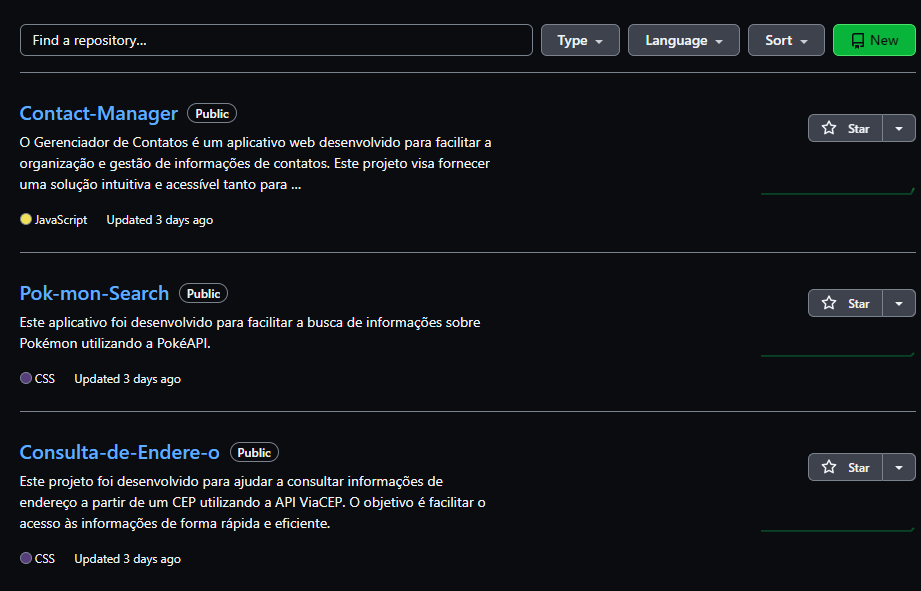 Find a repository...
Type
Language
Sort
New
Contact-Manager
Public
O Gerenciador de Contatos é um aplicativo web desenvolvido para facilitar a
organização e gestão de informações de contatos. Este projeto visa fornecer
uma solução intuitiva e acessível tanto para ...
Star
JavaScript
Updated 3 days ago
Pok-mon-Search
Public
Este aplicativo foi desenvolvido para facilitar a busca de informações sobre
Pokémon utilizando a PokéAPI.
Star
CSS
Updated 3 days ago
Consulta-de-Endere-o
Public
Este projeto foi desenvolvido para ajudar a consultar informações de
endereço a partir de um CEP utilizando a API ViaCEP. O objetivo é facilitar o
acesso às informações de forma rápida e eficiente.
Star
CSS
Updated 3 days ago